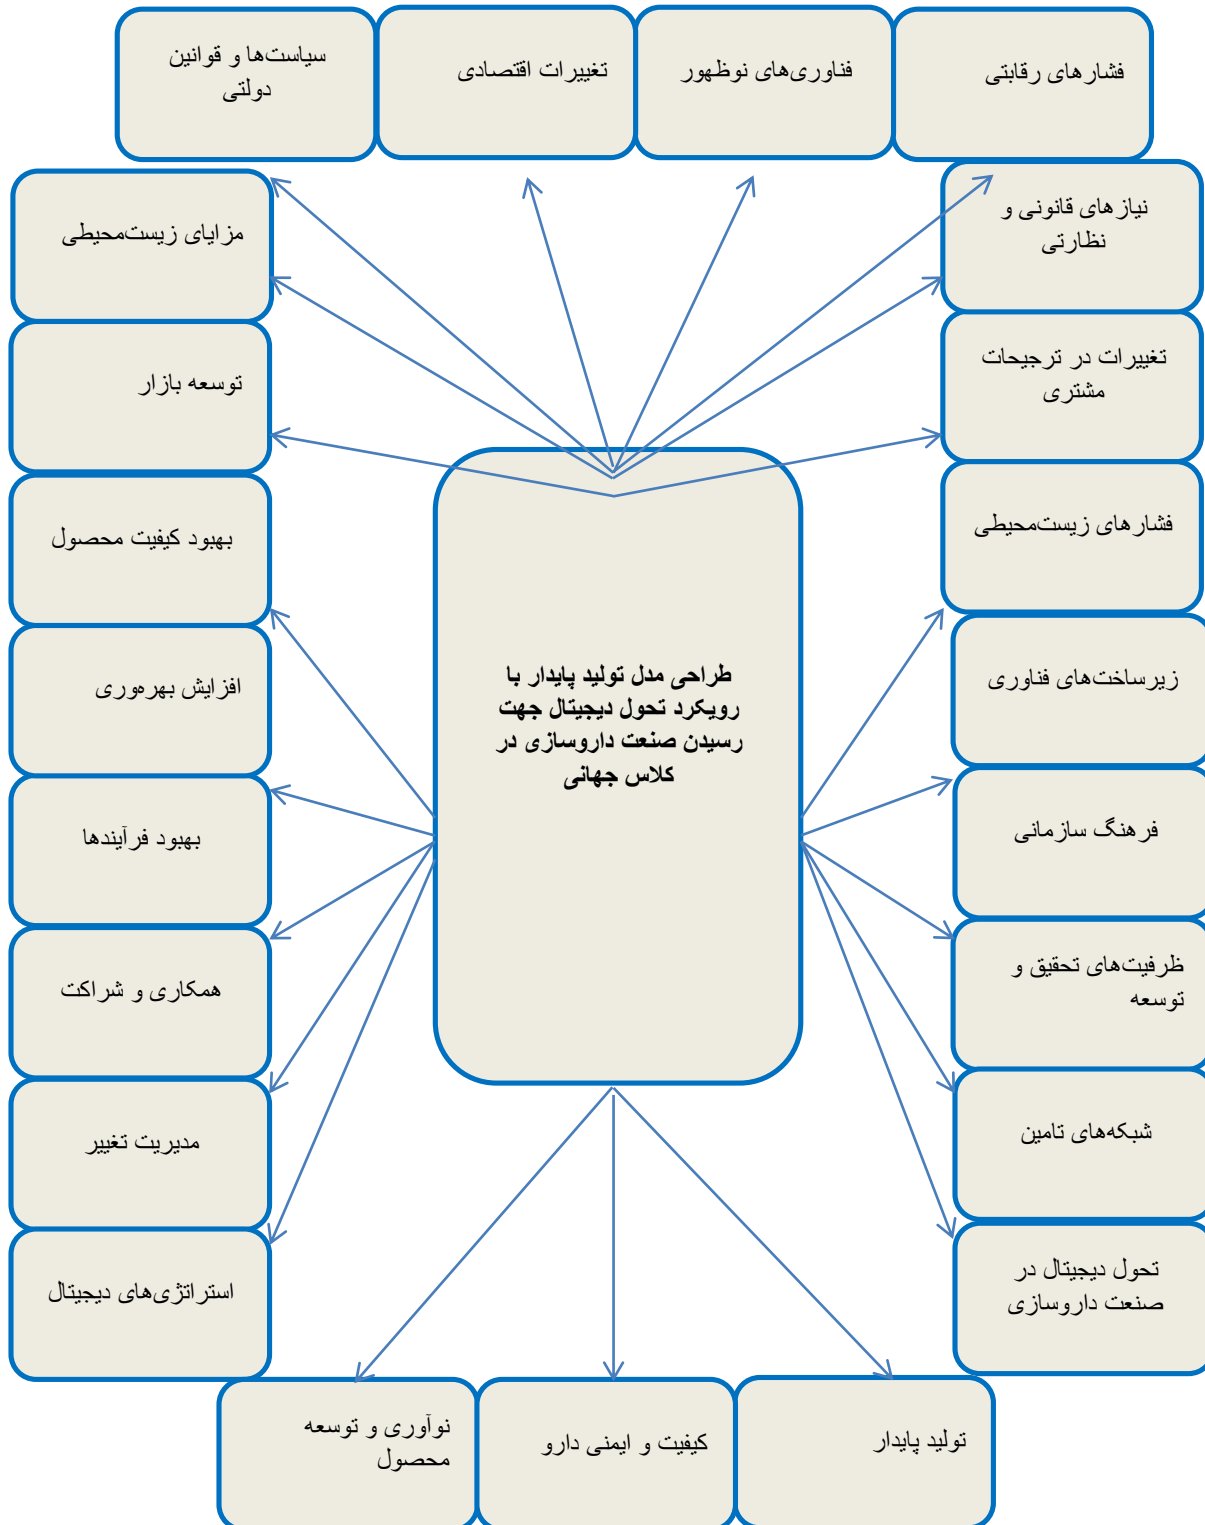 فشارهای رقابتی
فناوری‌های نوظهور
تغییرات اقتصادی
سیاست‌ها و قوانین
دولتی
نیازهای قانونی و
نظارتی
مزایای زیست‌محیطی
تغییرات در ترجیحات
مشتری
توسعه بازار
فشارهای زیست‌محیطی
بهبود کیفیت محصول
طراحی مدل تولید پایدار با
رویکرد تحول دیجیتال جهت
رسیدن صنعت داروسازی در
کلاس جهانی
زیرساخت‌های فناوری
افزایش بهره‌وری
فرهنگ سازمانی
بهبود فرآیندها
ظرفیت‌های تحقیق و
توسعه
همکاری و شراکت
شبکه‌های تامین
مدیریت تغییر
تحول دیجیتال در
صنعت داروسازی
استراتژی‌های دیجیتال
تولید پایدار
کیفیت و ایمنی دارو
نوآوری و توسعه
محصول